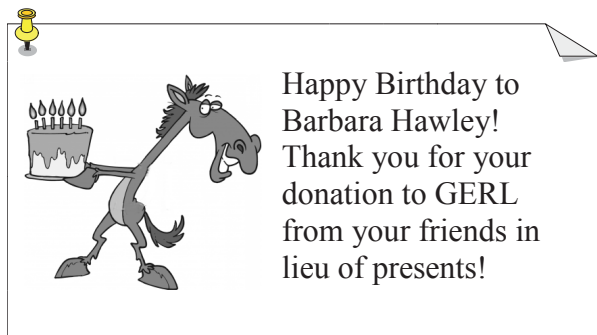 Happy Birthday to
Barbara Hawley!
Thank you for your
donation to GERL
from your friends in
lieu of presents!